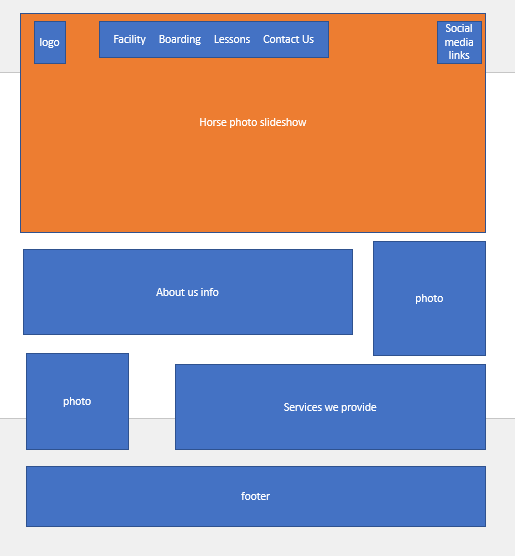 logo
Facility Boarding Lessons Contact Us
Social
media
links
Horse photo slideshow
About us info
photo
photo
Services we provide
footer